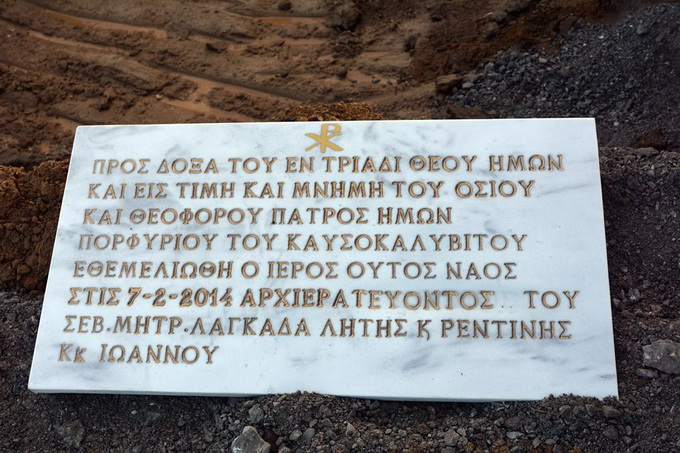 ☧
ΠΡΟΣ ΔΟΞΑ ΤΟΥ ΕΝ ΤΡΙΑΔΙ ΘΕΟΥ ΗΜΩΝ
ΚΑΙ ΕΙΣ ΤΙΜΗ ΚΑΙ ΜΝΗΜΗ ΤΟΥ ΟΣΙΟΥ
ΚΑΙ ΘΕΟΦΟΡΟΥ ΠΑΤΡΟΣ ΗΜΩΝ
ΠΟΡΦΥΡΙΟΥ ΤΟΥ ΚΑΥΣΟΚΑΛΥΒΙΤΟΥ
ΕΘΕΜΕΛΙΩΘΗ Ο ΙΕΡΟΣ ΟΥΤΟΣ ΝΑΟΣ
ΣΤΙΣ 7-2-2014 ΑΡΧΙΕΡΑΤΕΥΟΝΤΟΣ .. ΤΟΥ
ΣΕΒ.ΜΗΤΡ.ΛΑΓΚΑΔΑ ΛΗΤΗΣ Κ ΡΕΝΤΙΝΗΣ
Κκ ΙΩΑΝΝΟΥ